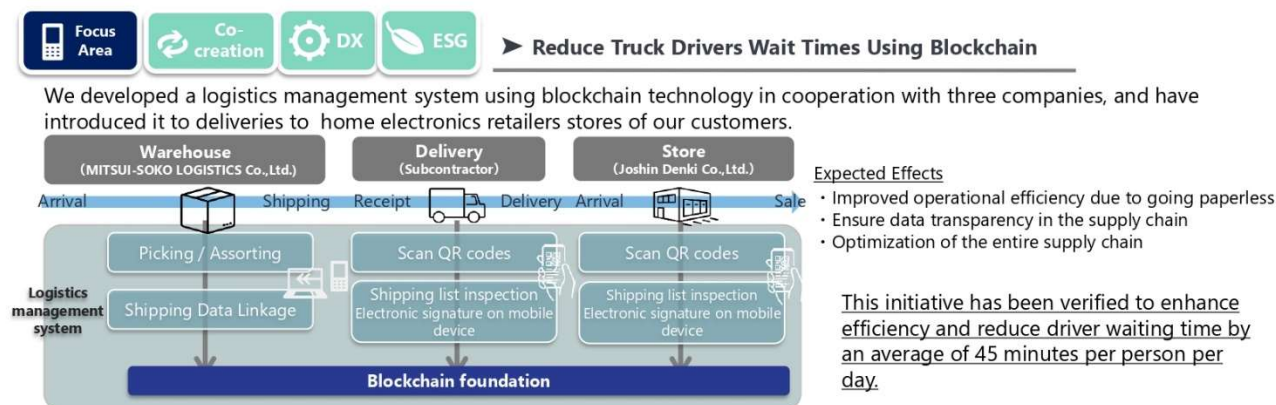 Focus
Area
Co-
creation
DX
ESG
➤ Reduce Truck Drivers Wait Times Using Blockchain
We developed a logistics management system using blockchain technology in cooperation with three companies, and have
introduced it to deliveries to home electronics retailers stores of our customers.
Warehouse
(MITSUI-SOKO LOGISTICS Co.,Ltd.)
Delivery
(Subcontractor)
Store
(Joshin Denki Co.,Ltd.)
Arrival
Shipping
Receipt
Delivery
Arrival
Sale
Picking / Assorting
Scan QR codes
Scan QR codes
Logistics
management
system
Shipping Data Linkage
Shipping list inspection
Electronic signature on mobile
device
Shipping list inspection
Electronic signature on mobile
device
Blockchain foundation
Expected Effects
・Improved operational efficiency due to going paperless
・Ensure data transparency in the supply chain
・Optimization of the entire supply chain
This initiative has been verified to enhance
efficiency and reduce driver waiting time by
an average of 45 minutes per person per
day.